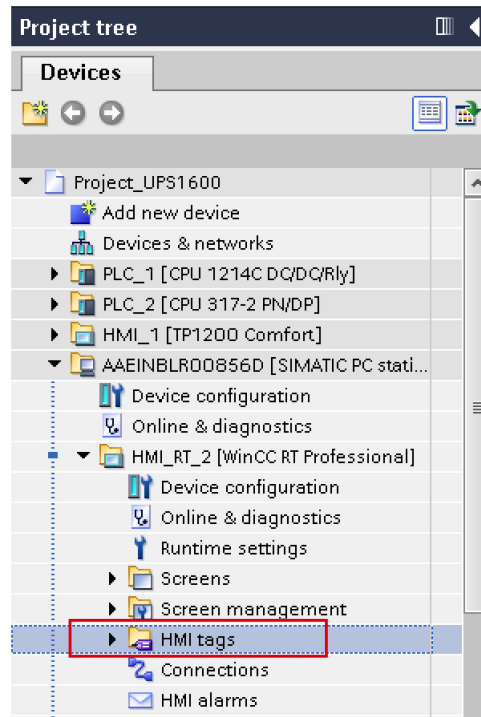 Project tree
Devices
Project_UPS1600
Add new device
Devices & networks
PLC_1 [CPU 1214C DC/DC/Rly]
PLC_2 [CPU 317-2 PN/DP]
HMI_1 [TP1200 Comfort]
AAEINBLR00856D [SIMATIC PC stati...
Device configuration
Online & diagnostics
HMI_RT_2 [WinCC RT Professional]
Device configuration
Online & diagnostics
Runtime settings
Screens
Screen management
HMI tags
Connections
HMI alarms